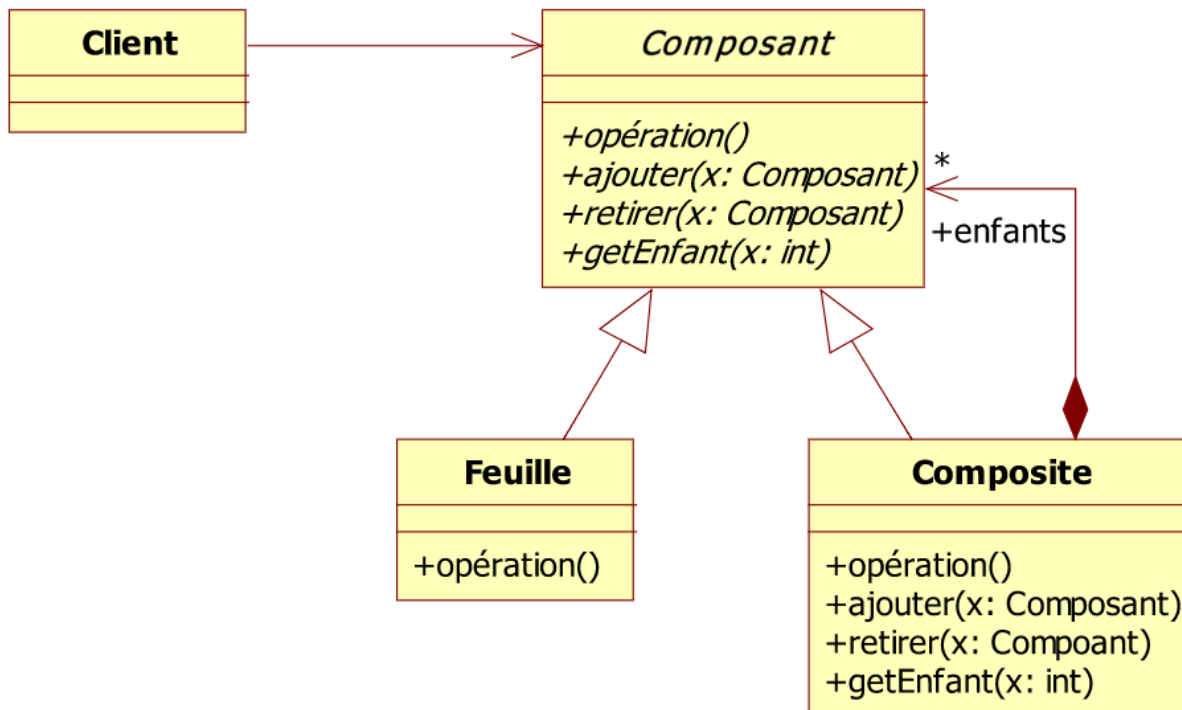 Client
Composant
+opération()
+ajouter(x: Composant)
+retirer(x: Composant)
+getEnfant(x: int)
*
+enfants
Feuille
+opération()
Composite
+opération()
+ajouter(x: Composant)
+retirer(x: Compoant)
+getEnfant(x: int)